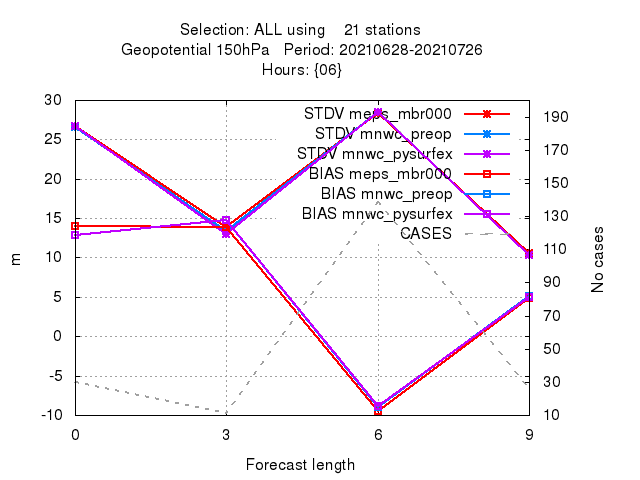 Selection: ALL using 21 stations
Geopotential 150hPa Period: 20210628-20210726
Hours: {06}
30
25
20
15
10
5
0
-5
-10
m
STDV meps_mbr000
STDV mnwc_preop
STDV mnwc_pysurfex
BIAS meps_mbr000
BIAS mnwc_preop
BIAS mnwc_pysurfex
CASES
190
170
150
130
110
90
70
50
30
10
No cases
0 3 6 9
Forecast length